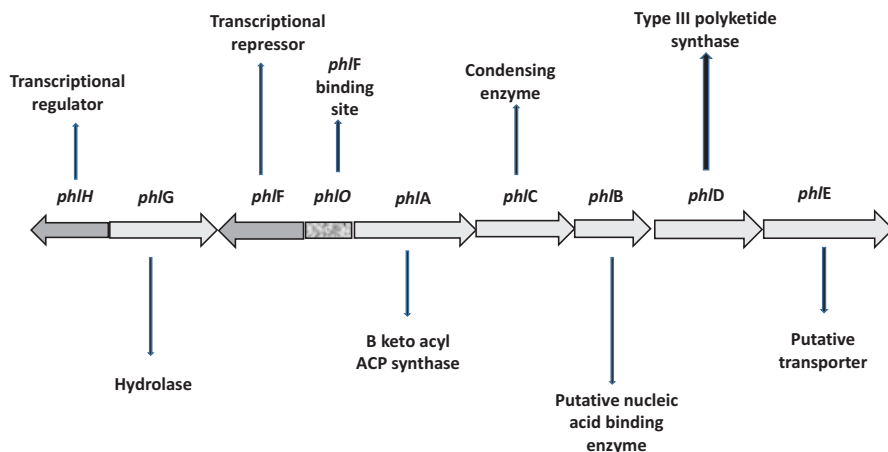 Transcriptional
regulator
Transcriptional
repressor
phlF
binding
site
Condensing
enzyme
Type III polyketide
synthase
phlH phlG phlF phlO phlA phlC phlB phlD phlE
Hydrolase
B keto acyl
ACP synthase
Putative nucleic
acid binding
enzyme
Putative
transporter